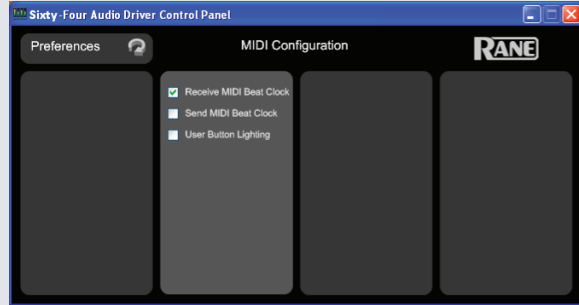 Sixty-Four Audio Driver Control Panel
Preferences
MIDI Configuration
RANE
Receive MIDI Beat Clock
Send MIDI Beat Clock
User Button Lighting